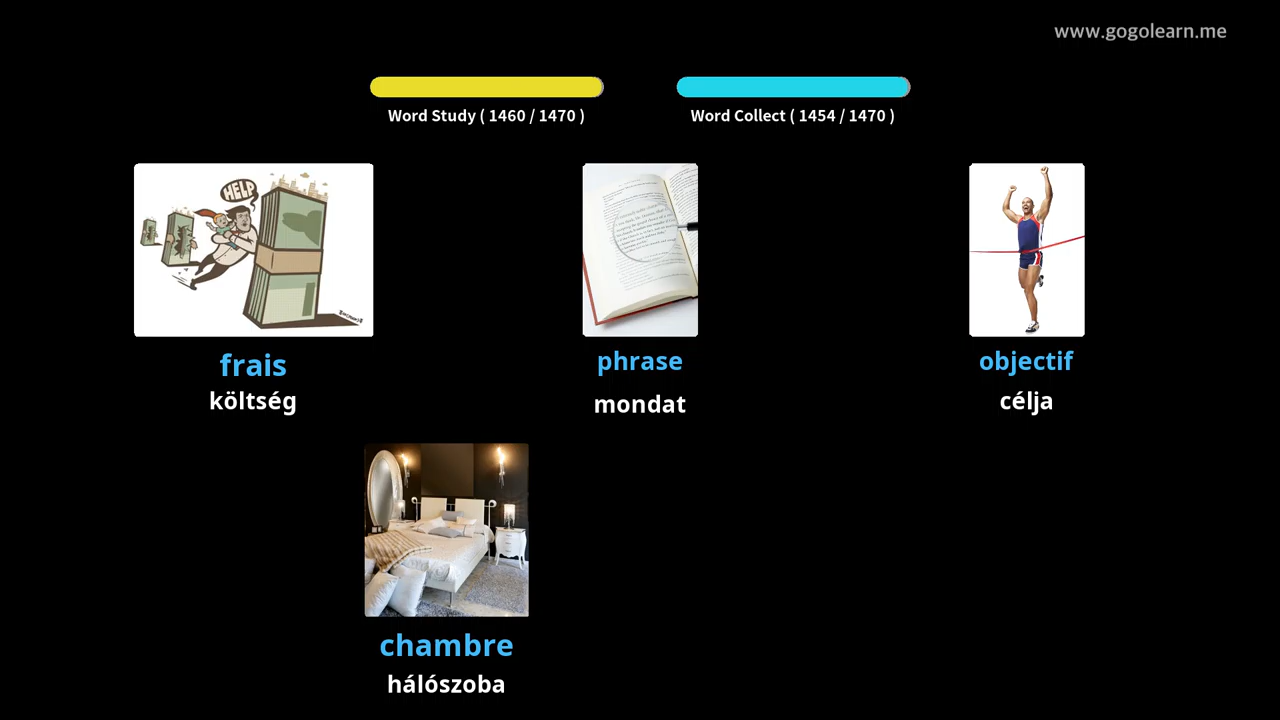 www.gogolearn.me
Word Study ( 1460 / 1470 )
Word Collect ( 1454 / 1470 )
HELP
frais
költség
phrase
mondat
objectif
célja
chambre
hálószoba